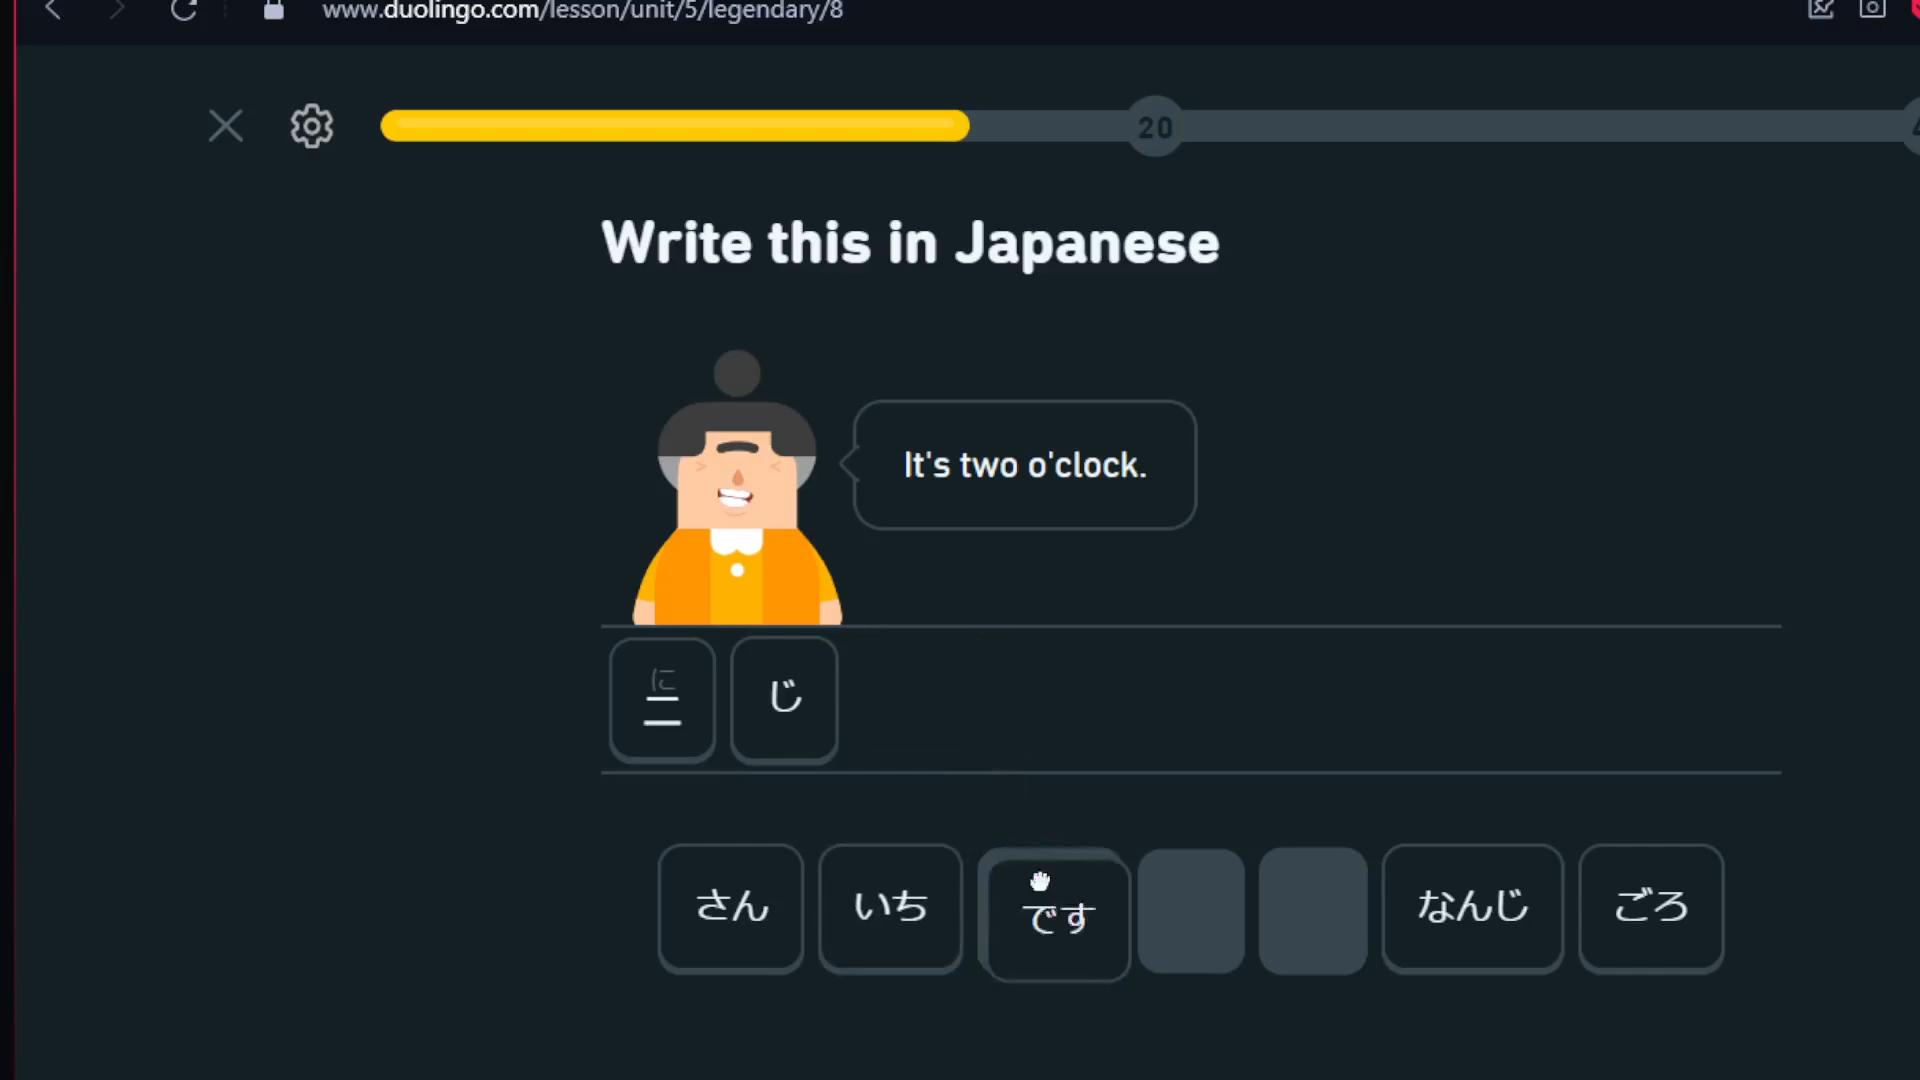 www.duolingo.com/lesson/unit/5/legendary/8
20
Write this in Japanese
It's two o'clock.
に
二 じ
さん いち です なんじ ごろ